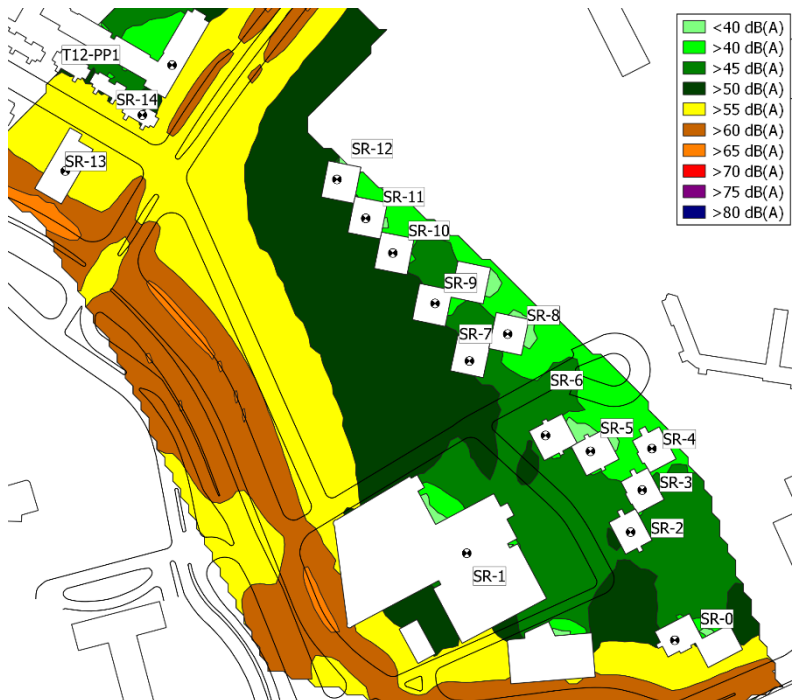 <40 dB(A)
>40 dB(A)
>45 dB(A)
>50 dB(A)
>55 dB(A)
>60 dB(A)
>65 dB(A)
>70 dB(A)
>75 dB(A)
>80 dB(A)
T12-PP1
SR-14
SR-13
SR-12
SR-11
SR-10
SR-9
SR-8
SR-7
SR-6
SR-5
SR-4
SR-3
SR-2
SR-1
SR-0